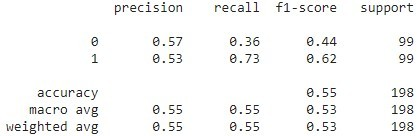 precision recall f1-score support
0 0.57 0.36 0.44 99
1 0.53 0.73 0.62 99
accuracy 0.55 198
macro avg 0.55 0.55 0.53 198
weighted avg 0.55 0.55 0.53 198